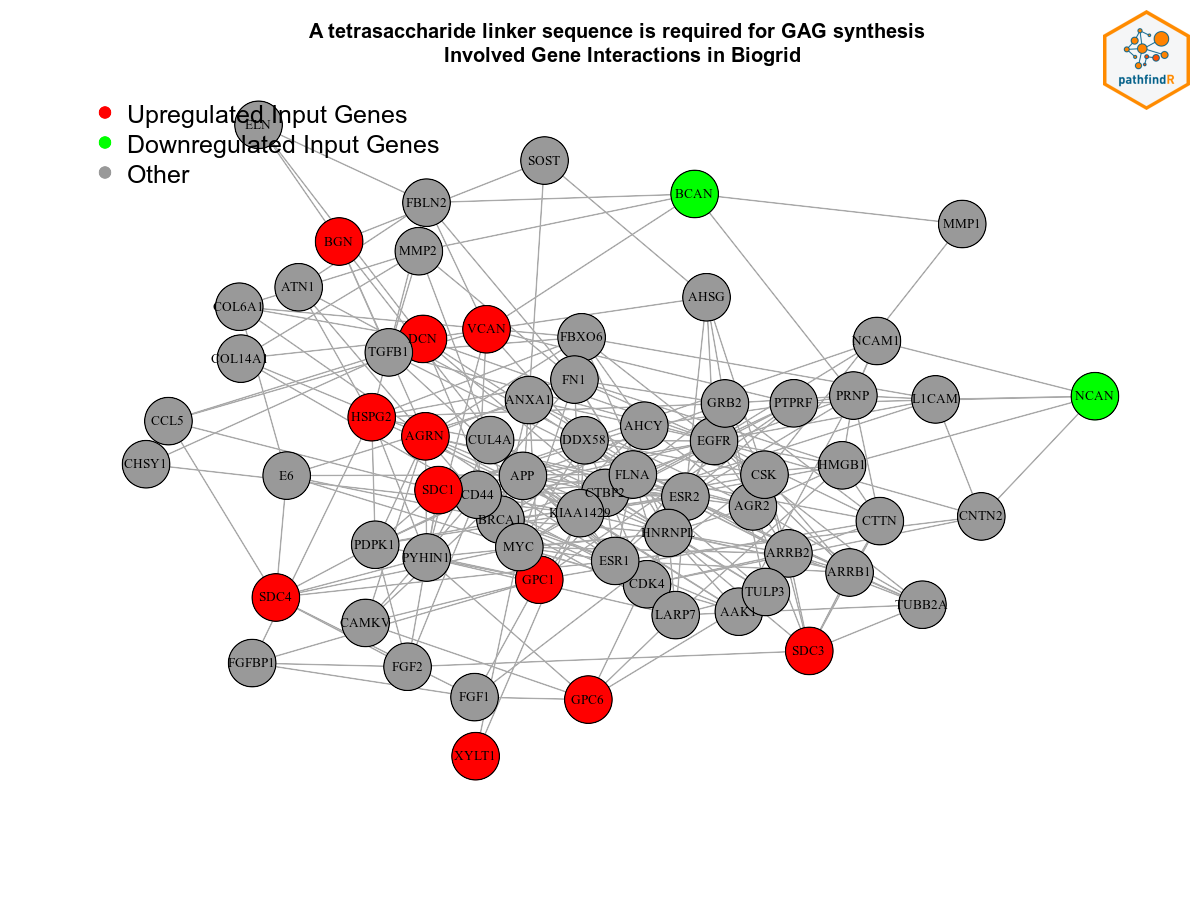 A tetrasaccharide linker sequence is required for GAG synthesis
Involved Gene Interactions in Biogrid
pathfindR
Upregulated Input Genes
Downregulated Input Genes
Other
ELN
SOST
BCAN
FBLN2
MMP1
BGN
MMP2
ATN1
AHSG
COL6A1
VCAN
DCN
FBXO6
NCAM1
TGFB1
COL14A1
FN1
ANXA1
GRB2
PTPRF
PRNP
L1CAM
NCAN
HSPG2
CCL5
AGRN
CUL4A
DDX58
AHCY
EGFR
CHSY1
E6
APP
FLNA
CSK
HMGB1
SDC1
CD44
CTBP2
ESR2
AGR2
KIAA1429
BRCA1
CTTN
CNTN2
HNRNPL
PDPK1
PYHIN1
MYC
ESR1
ARRB2
ARRB1
GPC1
CDK4
TULP3
SDC4
LARP7
AAK1
TUBB2A
CAMKV
SDC3
FGFBP1
FGF2
FGF1
GPC6
XYLT1